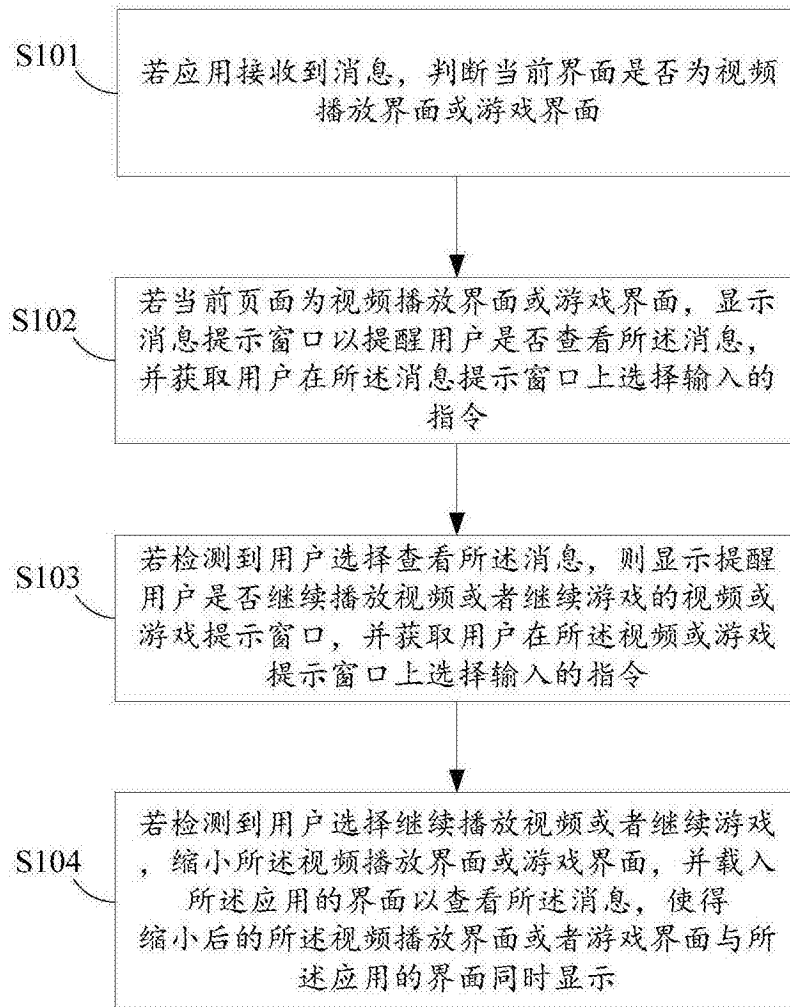 S101
若应用接收到消息，判断当前界面是否为视频
播放界面或游戏界面
S102
若当前页面为视频播放界面或游戏界面，显示
消息提示窗口以提醒用户是否查看所述消息，
并获取用户在所述消息提示窗口上选择输入的
指令
S103
若检测到用户选择查看所述消息，则显示提醒
用户是否继续播放视频或者继续游戏的视频或
游戏提示窗口，并获取用户在所述视频或游戏
提示窗口上选择输入的指令
S104
若检测到用户选择继续播放视频或者继续游戏
，缩小所述视频播放界面或游戏界面，并载入
所述应用的界面以查看所述消息，使得
缩小后的所述视频播放界面或者游戏界面与所
述应用的界面同时显示